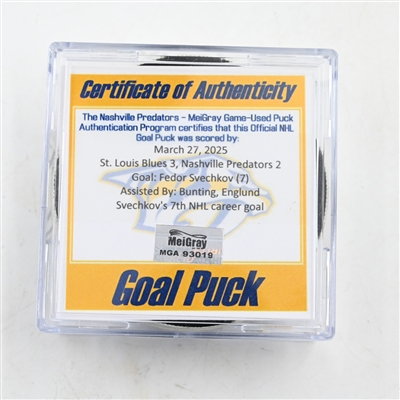 Certificate of Authenticity
The Nashville Predators - MeiGray Game-Used Puck
Authentication Program certifies that this Official NHL
Goal Puck was scored by:
March 27, 2025
St. Louis Blues 3, Nashville Predators 2
Goal: Fedor Svechkov (7)
Assisted By: Bunting, Englund
Svechkov's 7th NHL career goal
MeiGray
MGA 93019
Goal Puck